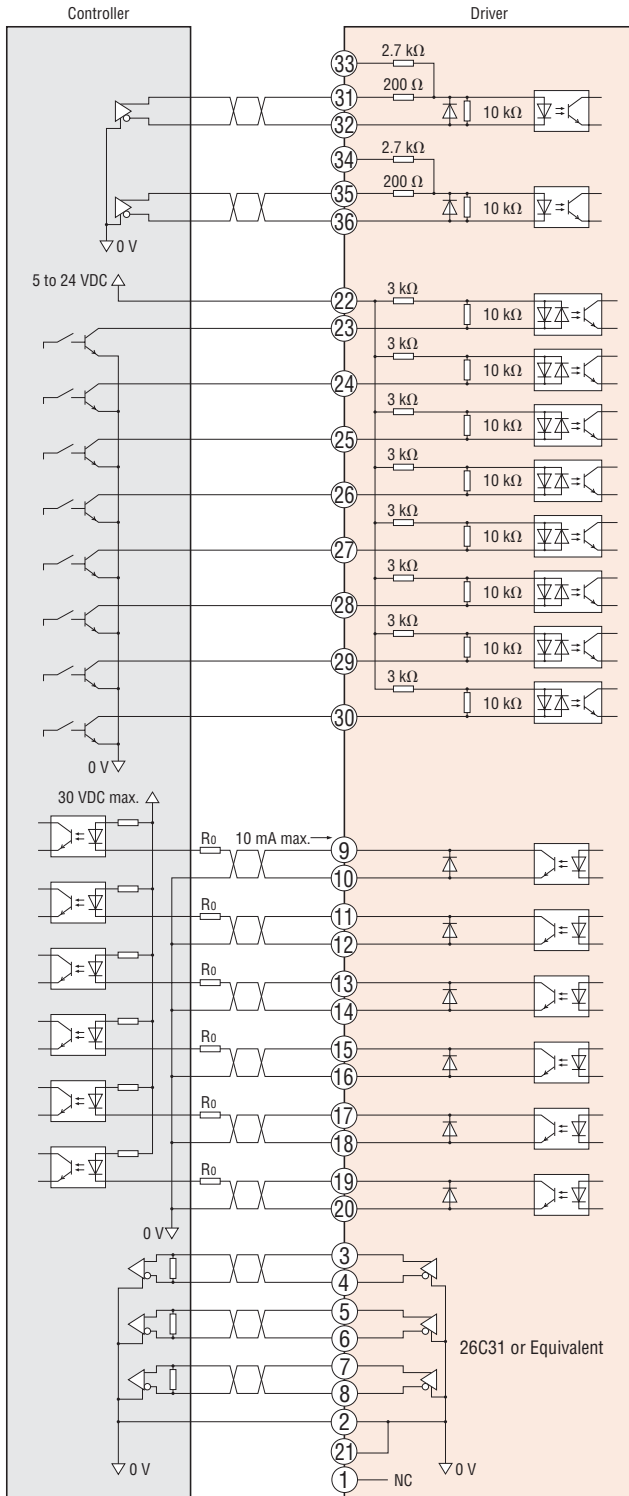 Controller Driver
33 2.7 kΩ
31 200 Ω
32 10 kΩ
34 2.7 kΩ
35 200 Ω
36 10 kΩ
0 V
5 to 24 VDC 22 3 kΩ
23 10 kΩ
3 kΩ
24 10 kΩ
3 kΩ
25 10 kΩ
3 kΩ
26 10 kΩ
3 kΩ
27 10 kΩ
3 kΩ
28 10 kΩ
3 kΩ
29 10 kΩ
3 kΩ
30 10 kΩ
0 V
30 VDC max.
R0 10 mA max. 9
10
R0 11
12
R0 13
14
R0 15
16
R0 17
18
R0 19
20
0 V
3
4
5
6 26C31 or Equivalent
7
8
2
21
0 V 0 V
1 NC